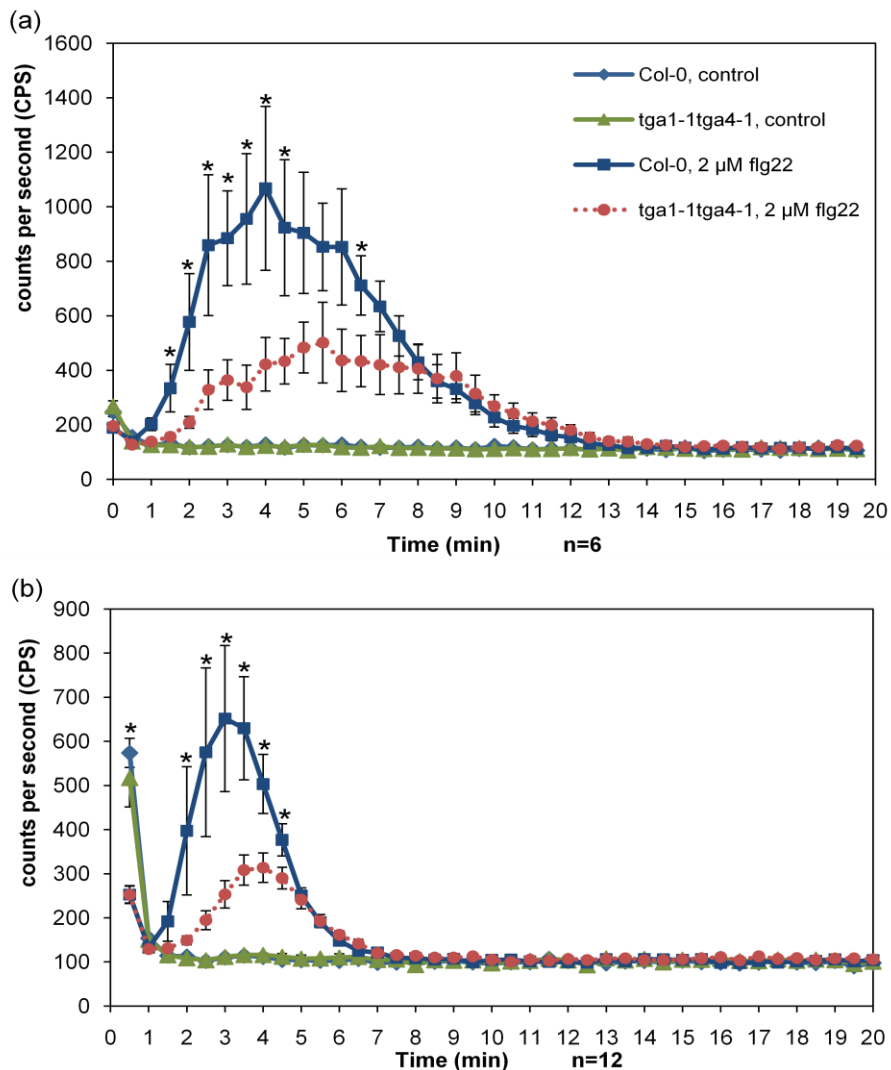 (a)
counts per second (CPS)
1600
1400
1200
1000
800
600
400
200
0
* * * * * * * *
Col-0, control
tga1-1tga4-1, control
Col-0, 2 µM flg22
tga1-1tga4-1, 2 µM flg22
0 1 2 3 4 5 6 7 8 9 10 11 12 13 14 15 16 17 18 19 20
Time (min) n=6
(b)
counts per second (CPS)
900
800
700
600
500
400
300
200
100
0
* * * * * * *
0 1 2 3 4 5 6 7 8 9 10 11 12 13 14 15 16 17 18 19 20
Time (min) n=12